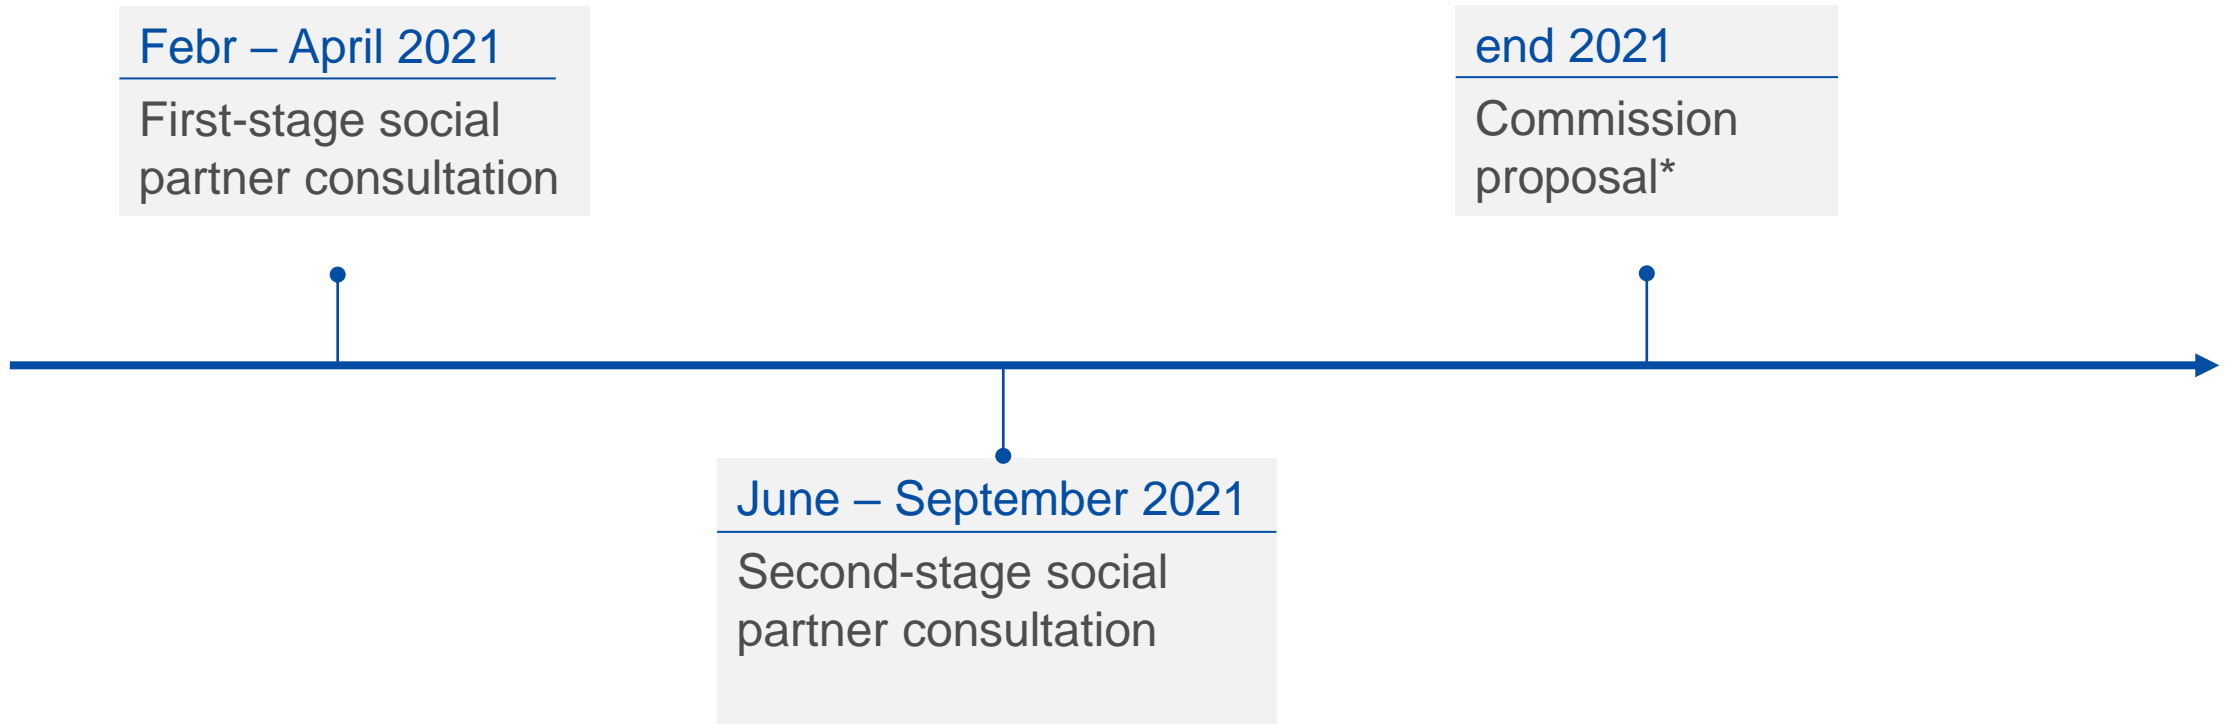 Febr – April 2021
First-stage social
partner consultation
June – September 2021
Second-stage social
partner consultation
end 2021
Commission
proposal*